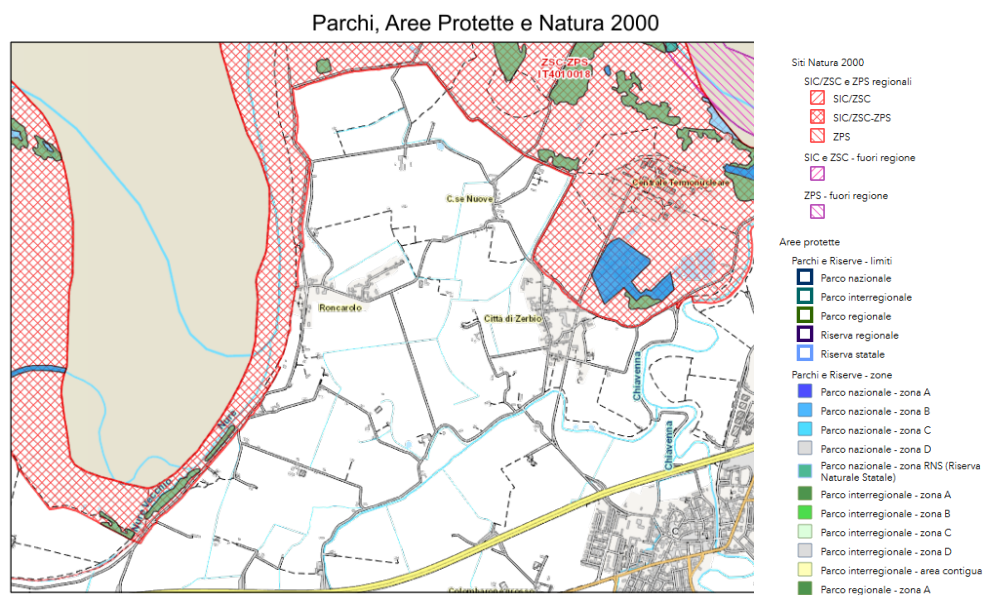 Parchi, Aree Protette e Natura 2000
ZSC-ZPS
IT4010018
Centrale Termonucleare
C.se Nuove
Roncarolo
Città di Zerbio
Chiavenna
Chiavenna
Nure
Nure Vecchio
Siti Natura 2000
SIC/ZSC e ZPS regionali
SIC/ZSC
SIC/ZSC-ZPS
ZPS
SIC e ZSC - fuori regione
ZPS - fuori regione
Aree protette
Parchi e Riserve - limiti
Parco nazionale
Parco interregionale
Parco regionale
Riserva regionale
Riserva statale
Parchi e Riserve - zone
Parco nazionale - zona A
Parco nazionale - zona B
Parco nazionale - zona C
Parco nazionale - zona D
Parco nazionale - zona RNS (Riserva
Naturale Statale)
Parco interregionale - zona A
Parco interregionale - zona B
Parco interregionale - zona C
Parco interregionale - zona D
Parco interregionale - area contigua
Parco regionale - zona A